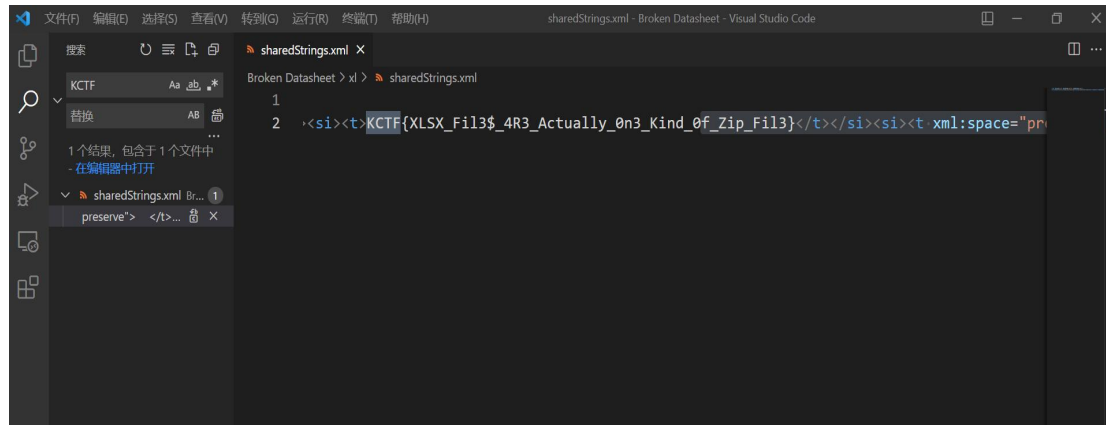 文件(F) 编辑(E) 选择(S) 查看(V) 转到(G) 运行(R) 终端(T) 帮助(H) sharedStrings.xml - Broken Datasheet - Visual Studio Code
搜索
sharedStrings.xml
KCTF Aa ab .*
替换 AB
1 个结果，包含于 1 个文件中
- 在编辑器中打开
sharedStrings.xml Br... 1
preserve"> </t>...
Broken Datasheet > xl > sharedStrings.xml
1
2 <si><t>KCTF{XLSX_Fil3$_4R3_Actually_0n3_Kind_0f_Zip_Fil3}</t></si><si><t xml:space="pr